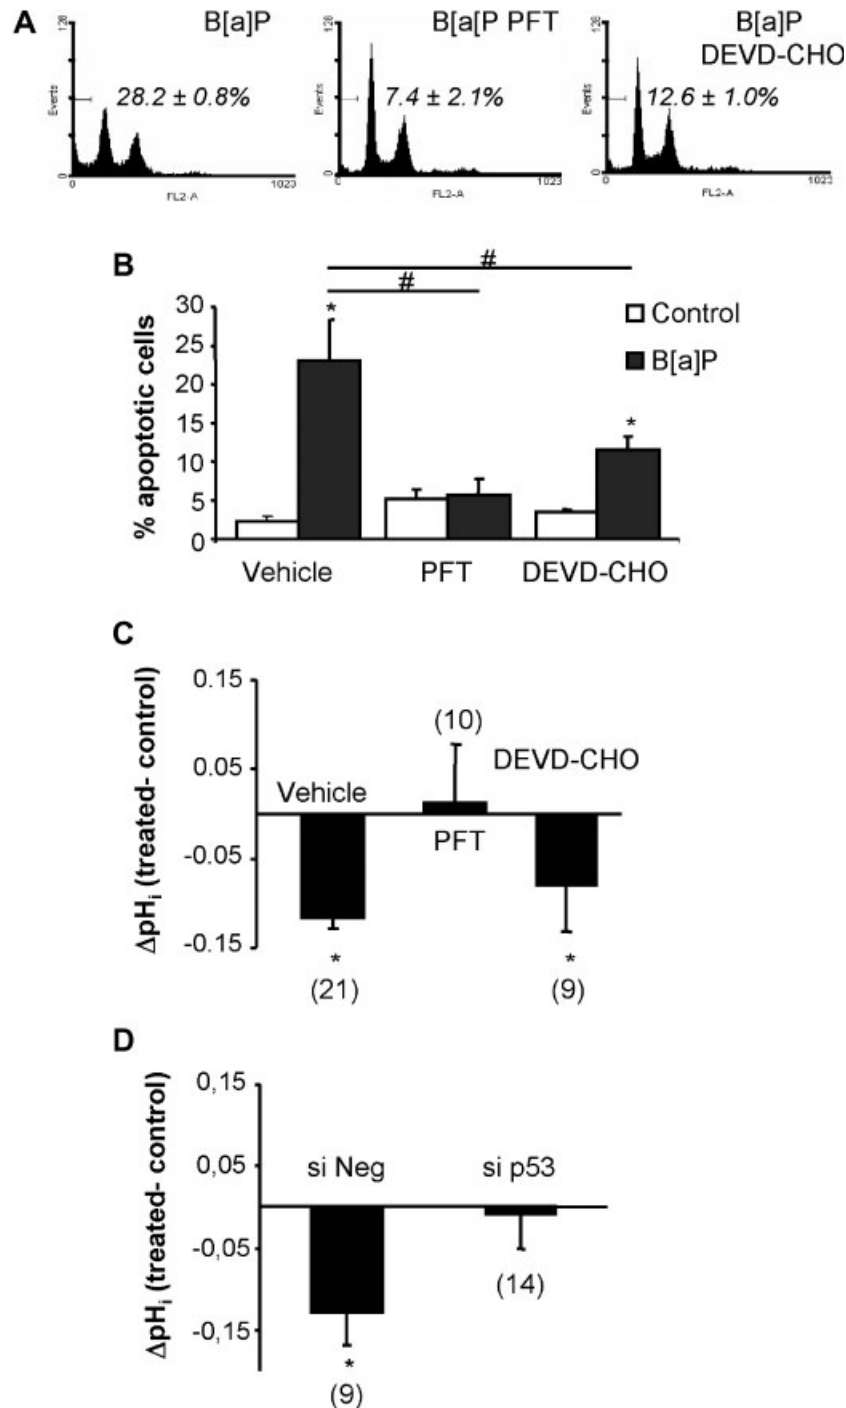 A
B[a]P
128
Events
28.2 ± 0.8%
0
0
1023
FL2-A
B[a[P PFT
128
Events
7.4 ± 2.1%
0
0
1023
FL2-A
B[a]P
DEVD-CHO
128
Events
12.6 ± 1.0%
0
0
1023
FL2-A
B
#
#
% apoptotic cells
30
25
20
15
10
5
0
*
*
Control
B[a]P
Vehicle PFT DEVD-CHO
C
ΔpHi (treated- control)
0.15
0.05
-0.05
-0.15
(10)
DEVD-CHO
Vehicle
PFT
* *
(21) (9)
D
ΔpHi (treated- control)
0,15
0,05
-0,05
-0,15
si Neg si p53
(14)
*
(9)